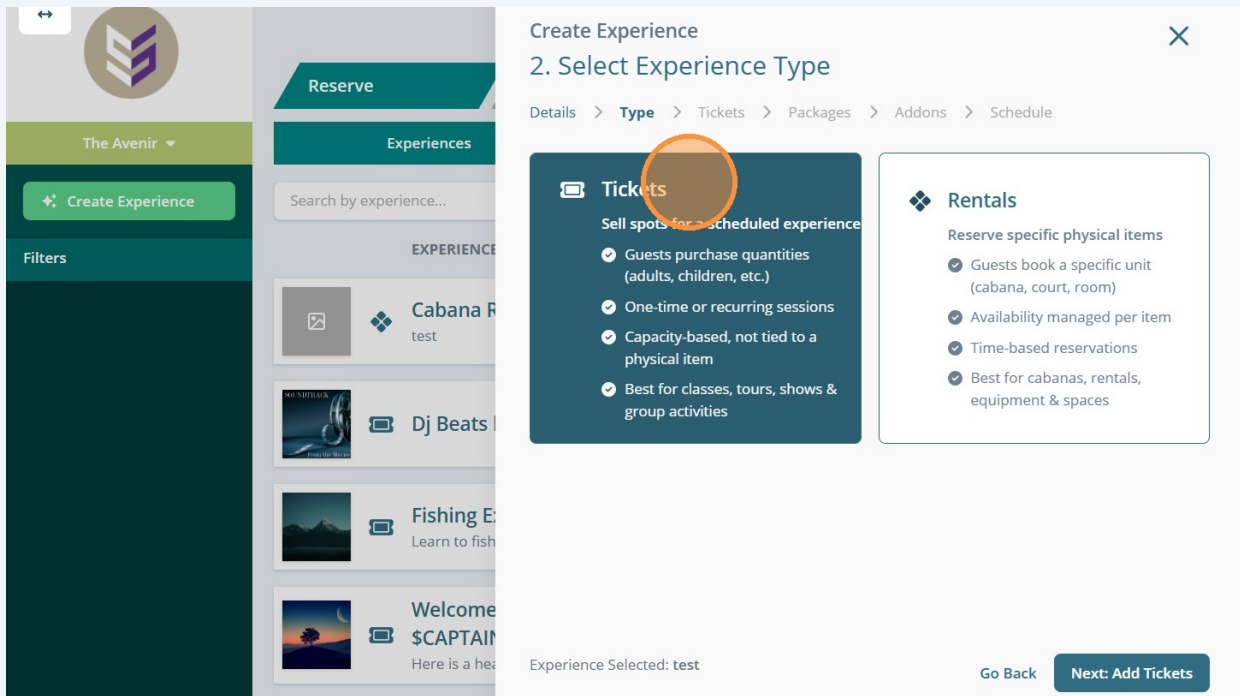 The Avenir
Create Experience
Filters
Reserve
Experiences
Search by experience...
EXPERIENCE
Cabana R
test
SOUNDTRACK
From the Movies
Dj Beats
Fishing Ex
Learn to fish
Welcome
$CAPTAIN
Here is a hea
Create Experience
2. Select Experience Type
Details > Type > Tickets > Packages > Addons > Schedule
Tickets
Sell spots for a scheduled experience
Guests purchase quantities
(adults, children, etc.)
One-time or recurring sessions
Capacity-based, not tied to a
physical item
Best for classes, tours, shows &
group activities
Rentals
Reserve specific physical items
Guests book a specific unit
(cabana, court, room)
Availability managed per item
Time-based reservations
Best for cabanas, rentals,
equipment & spaces
Experience Selected: test
Go Back
Next: Add Tickets